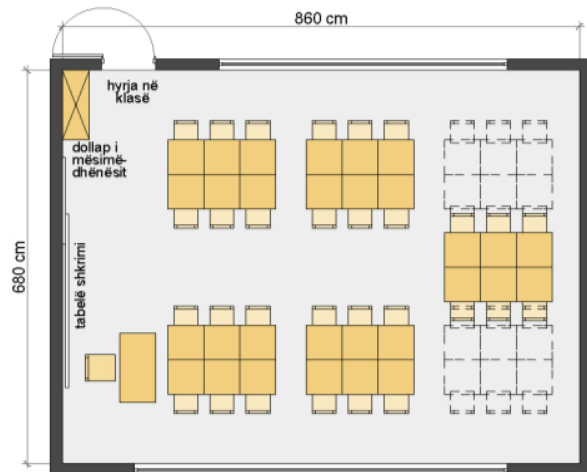 860 cm
hyrja në
klasë
dollap i
mësimë-
dhënësit
680 cm
tabelë shkrimi